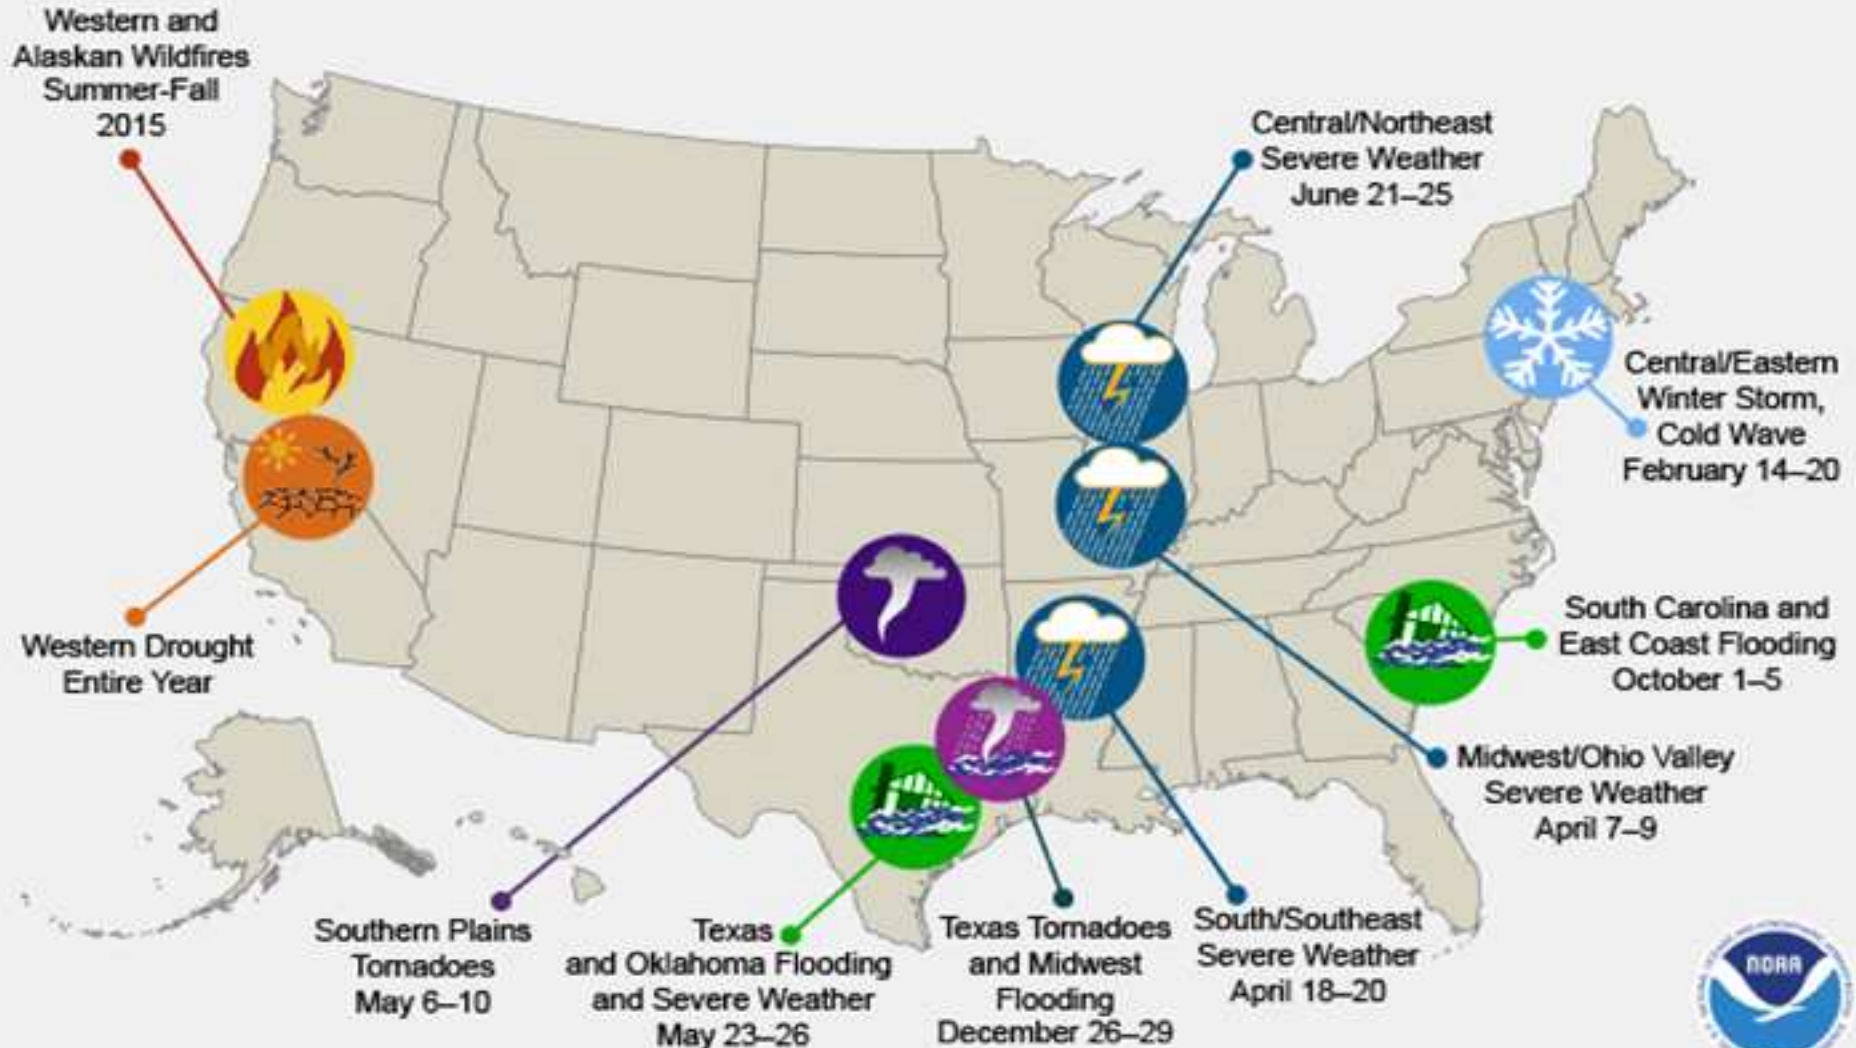 Western and
Alaskan Wildfires
Summer-Fall
2015
Central/Northeast
Severe Weather
June 21–25
Central/Eastern
Winter Storm,
Cold Wave
February 14–20
Western Drought
Entire Year
South Carolina and
East Coast Flooding
October 1–5
Midwest/Ohio Valley
Severe Weather
April 7–9
Southern Plains
Tornadoes
May 6–10
Texas
and Oklahoma Flooding
and Severe Weather
May 23–26
Texas Tornadoes
and Midwest
Flooding
December 26–29
South/Southeast
Severe Weather
April 18–20
NOAA